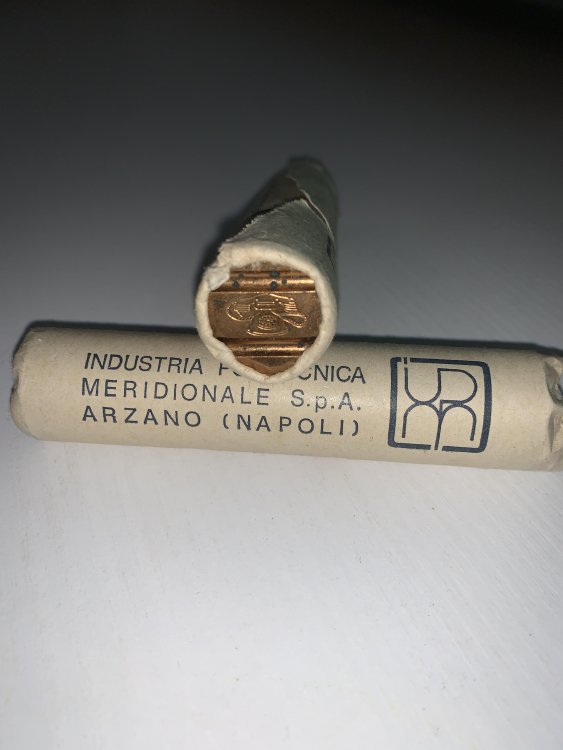 INDUSTRIA
MERIDIONALE S.p.A.
ARZANO (NAPOLI)